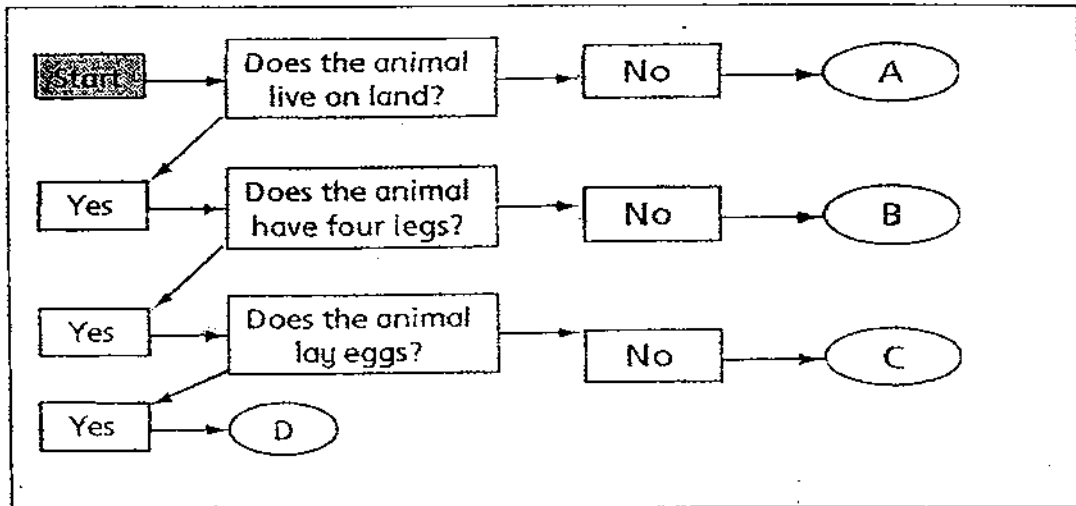 Start
Does the animal
live on land?
No
A
Yes
Does the animal
have four legs?
No
B
Yes
Does the animal
lay eggs?
No
C
Yes
D